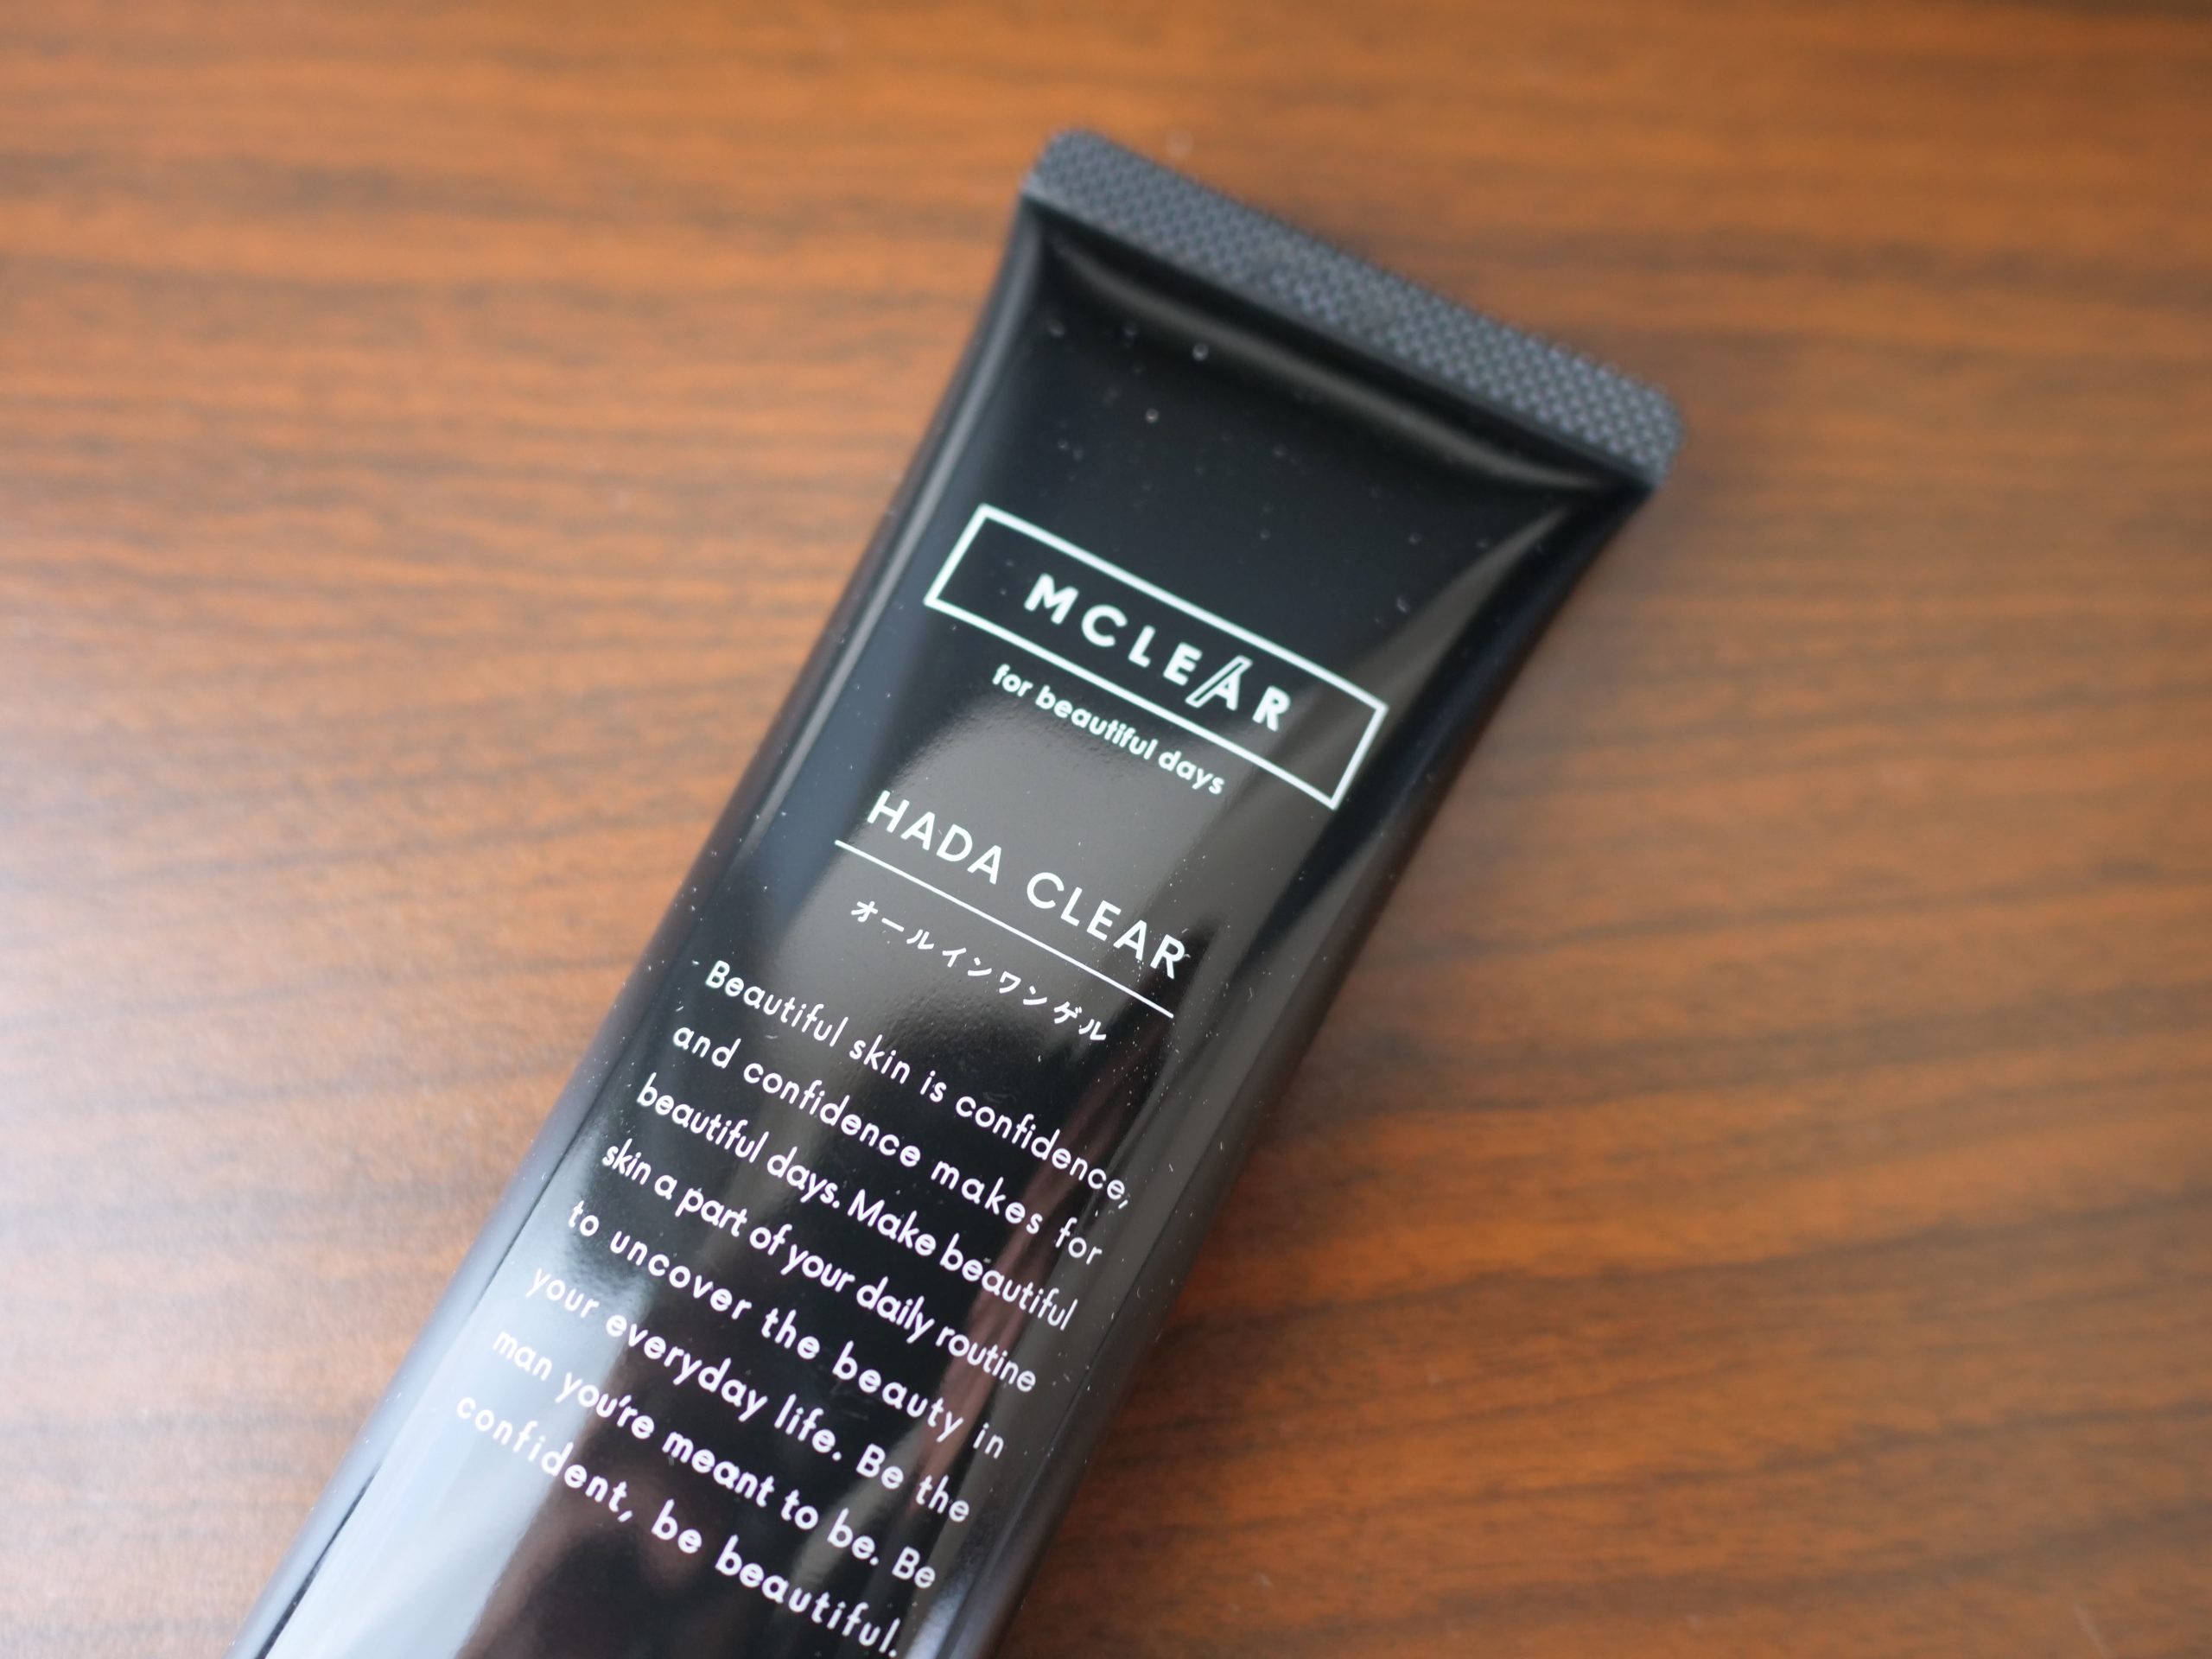 MCLEAR
for beautiful days
HADA CLEAR
オールインワンゲル
Beautiful skin is confidence,
and confidence makes for
beautiful days. Make beautiful
skin a part of your daily routine
to uncover the beauty in
your everyday life. Be the
man you're meant to be. Be
confident, be beautiful.